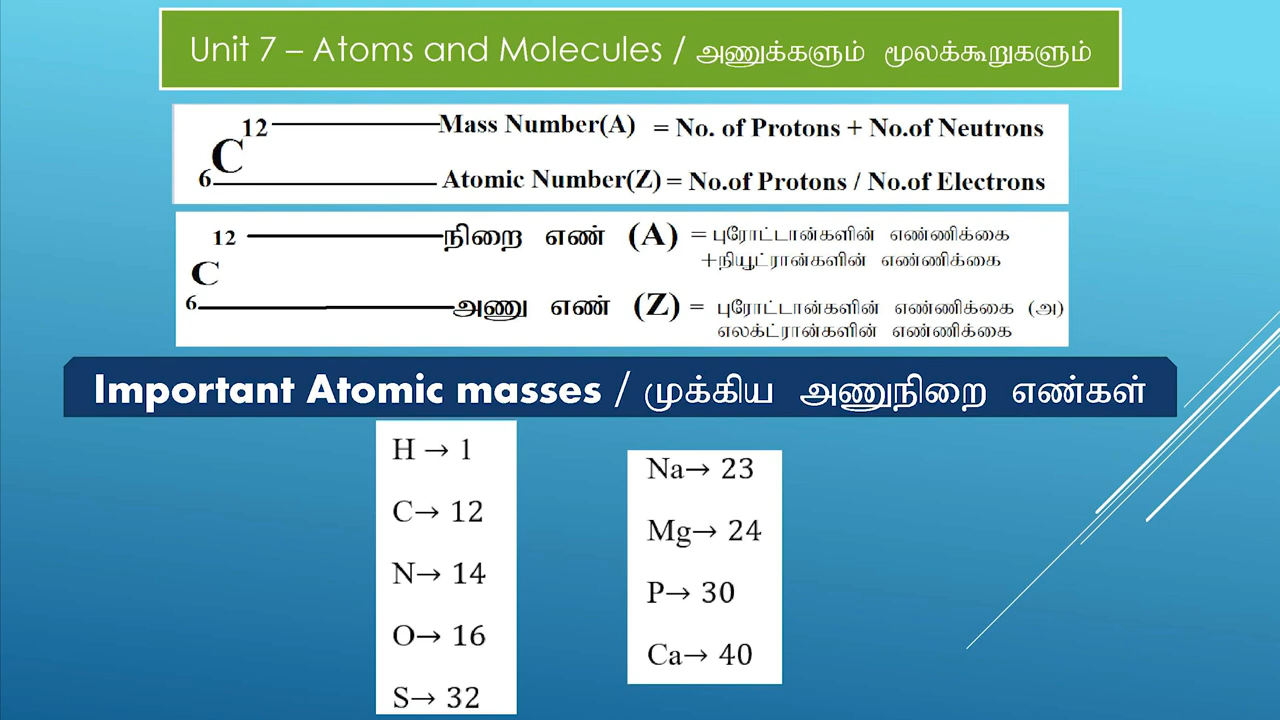 Unit 7 – Atoms and Molecules / அணுக்களும் மூலக்கூறுகளும்
12 Mass Number(A) = No. of Protons + No.of Neutrons
C
6 Atomic Number(Z) = No.of Protons / No.of Electrons
12 நிறை எண் (A) = புரோட்டான்களின் எண்ணிக்கை
+நியூட்ரான்களின் எண்ணிக்கை
C
6 அணு எண் (Z) = புரோட்டான்களின் எண்ணிக்கை (அ)
எலக்ட்ரான்களின் எண்ணிக்கை
Important Atomic masses / முக்கிய அணுநிறை எண்கள்
H → 1
C→ 12
N→ 14
O→ 16
S→ 32
Na→ 23
Mg→ 24
P→ 30
Ca→ 40